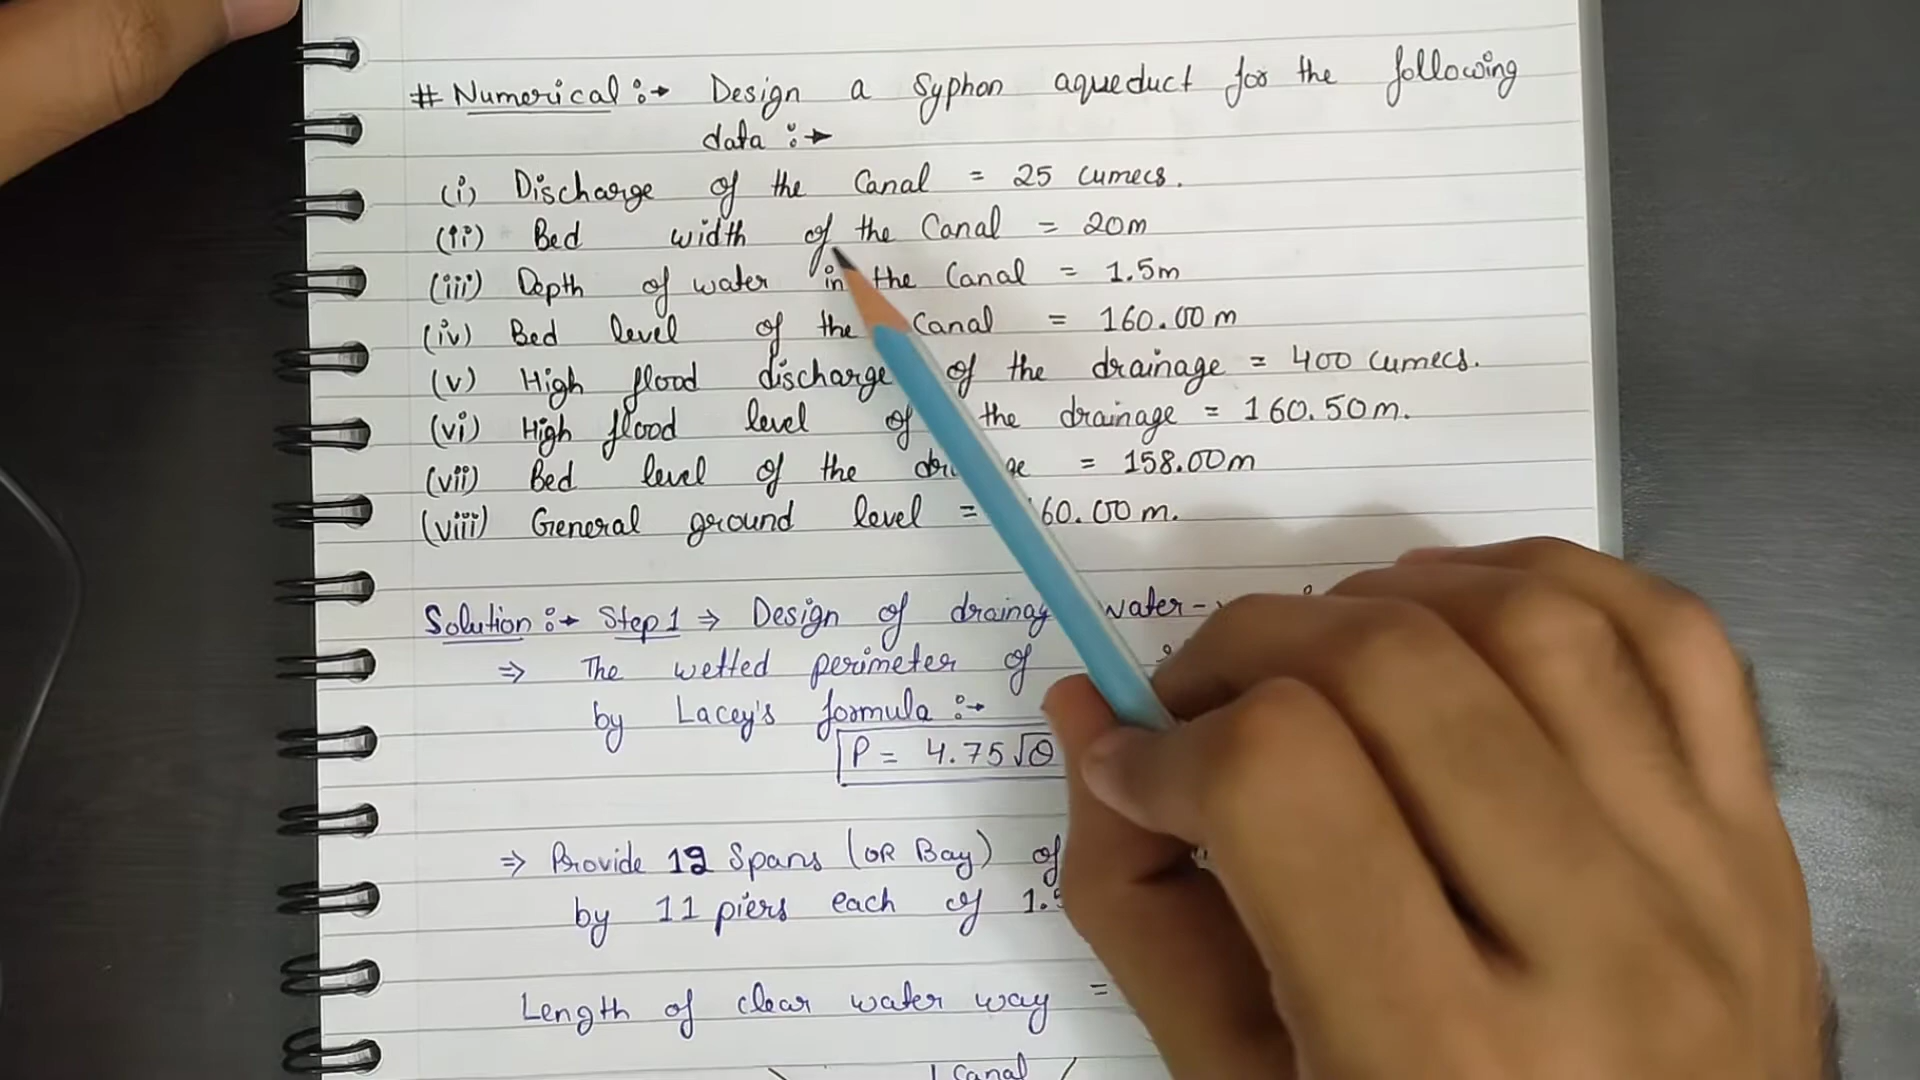 # Numerical :→ Design a Syphon aqueduct for the following
data :→
(i) Discharge of the Canal = 25 cumecs.
(ii) Bed width of the Canal = 20m
(iii) Depth of water in the Canal = 1.5m
(iv) Bed level of the Canal = 160.00 m
(v) High flood discharge of the drainage = 400 cumecs.
(vi) High flood level of the drainage = 160.50m.
(vii) Bed level of the = 158.00m
(viii) General ground level = 60.00 m.
Solution :→ Step 1 ⇒ Design of water-
⇒ The wetted perimeter of
by Lacey's formula :→
P = 4.75√Q
⇒ Provide 12 Spans (OR Bay) of
by 11 piers each of
Length of clear water way =
Canal